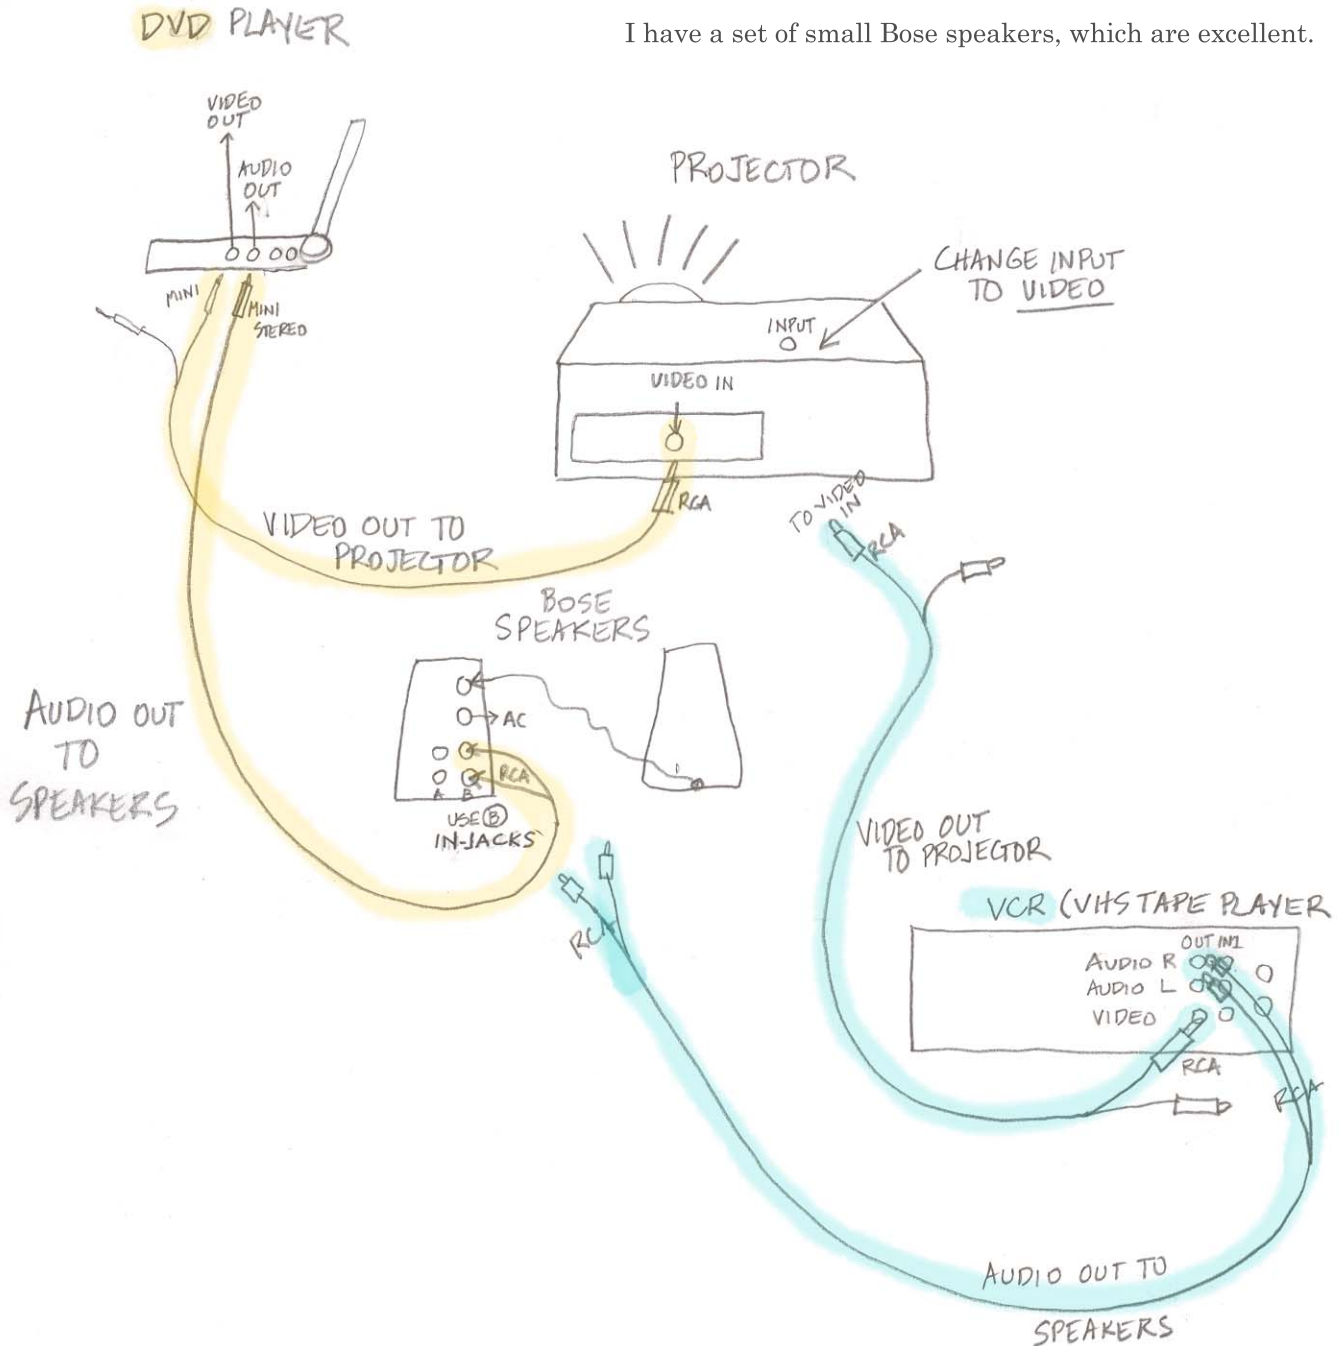 DVD PLAYER
I have a set of small Bose speakers, which are excellent.
VIDEO
OUT
AUDIO
OUT
MINI
MINI
STEREO
PROJECTOR
CHANGE INPUT
TO VIDEO
INPUT
VIDEO IN
RCA
TO VIDEO
IN
RCA
VIDEO OUT TO
PROJECTOR
BOSE
SPEAKERS
AC
RCA
A B
USE B
IN-JACKS
AUDIO OUT
TO
SPEAKERS
RCA
VIDEO OUT
TO PROJECTOR
VCR (VHS TAPE PLAYER
OUT IN1
AUDIO R
AUDIO L
VIDEO
RCA
RCA
AUDIO OUT TO
SPEAKERS